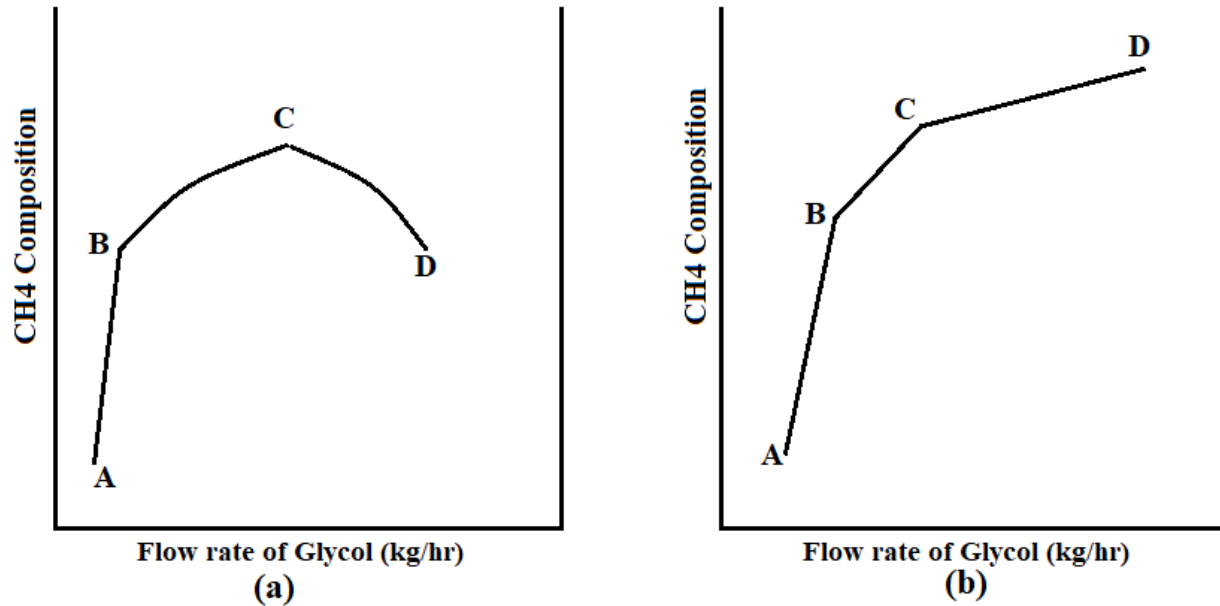 CH4 Composition
A
B
C
D
Flow rate of Glycol (kg/hr)
(a)
CH4 Composition
A
B
C
D
Flow rate of Glycol (kg/hr)
(b)